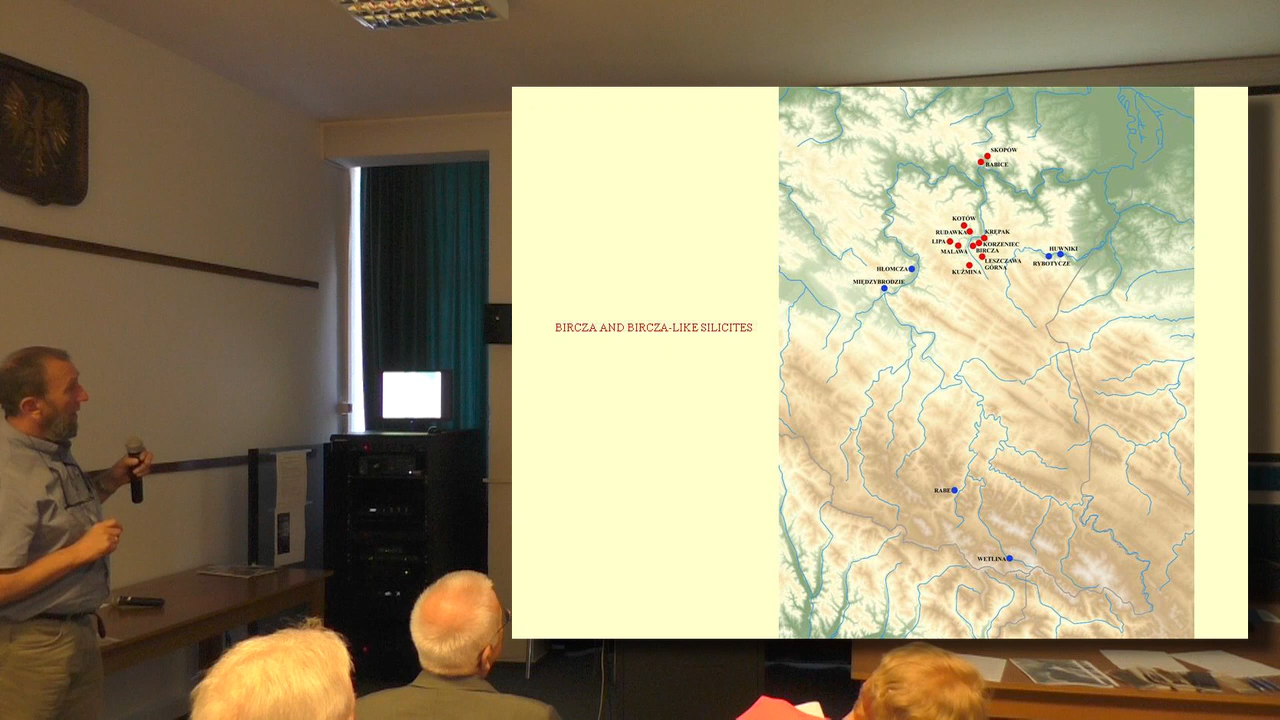 BIRCZA AND BIRCZA-LIKE SILICITES
SKOPÓW
BABICE
KOTÓW
RUDAWKA
KRĘPAK
LIPA
KORZENIEC
MALAWA
BIRCZA
HUWNIKI
LESZCZAWA
GÓRNA
RYBOTYCZE
HŁOMCZA
KUŹMINA
MIĘDZYBRODZIE
RABE
WETLINA